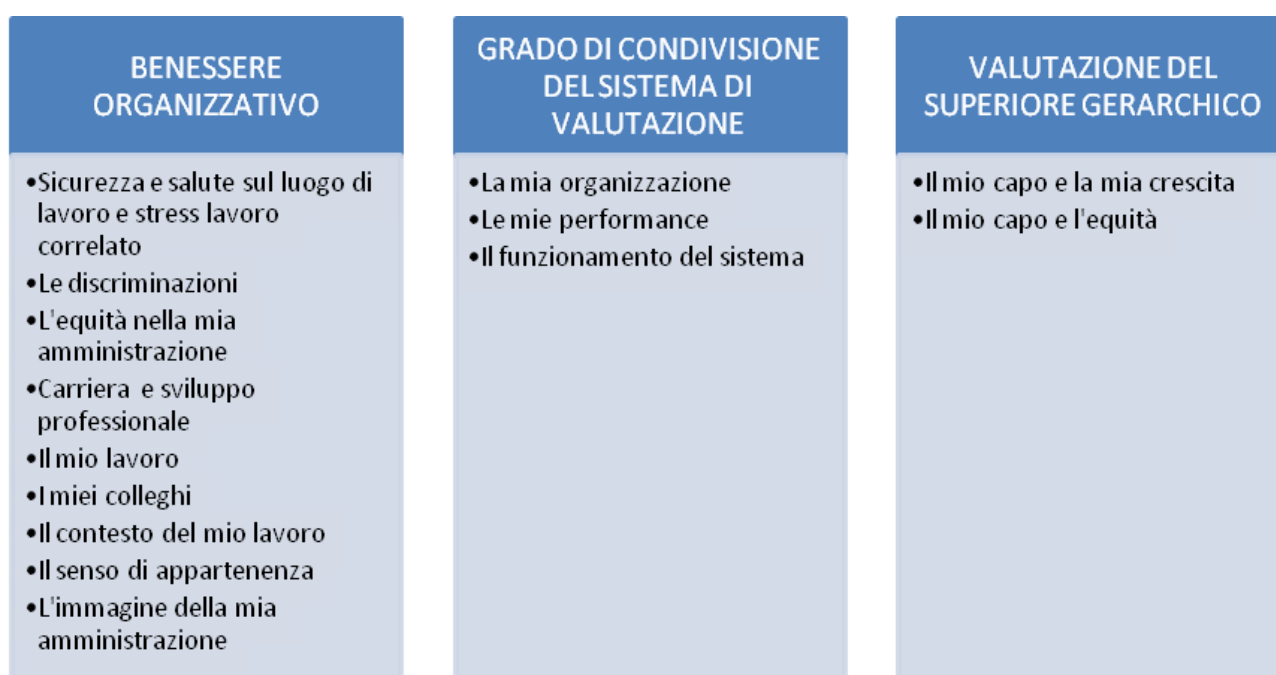 BENESSERE
ORGANIZZATIVO
•Sicurezza e salute sul luogo di
lavoro e stress lavoro
correlato
•Le discriminazioni
•L'equità nella mia
amministrazione
•Carriera e sviluppo
professionale
•Il mio lavoro
•I miei colleghi
•Il contesto del mio lavoro
•Il senso di appartenenza
•L'immagine della mia
amministrazione
GRADO DI CONDIVISIONE
DEL SISTEMA DI
VALUTAZIONE
•La mia organizzazione
•Le mie performance
•Il funzionamento del sistema
VALUTAZIONE DEL
SUPERIORE GERARCHICO
•Il mio capo e la mia crescita
•Il mio capo e l'equità